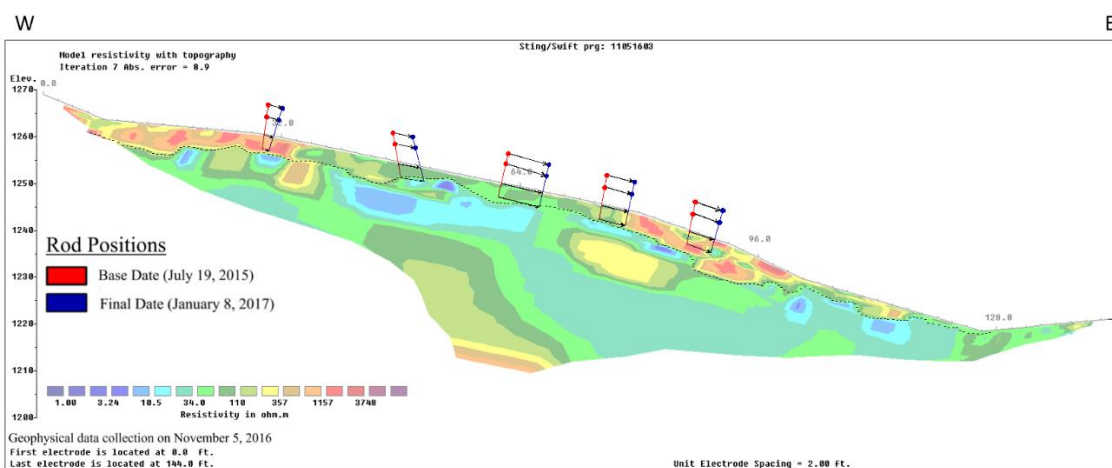 W
E
Sting/Swift prg: 11051603
Model resistivity with topography
Iteration 7 Abs. error = 8.9
Elev.
0.0
1270
1260
1250
1240
1230
1220
1210
1200
32.0
64.0
96.0
128.0
Rod Positions
Base Date (July 19, 2015)
Final Date (January 8, 2017)
1.00 3.24 10.5 34.0 110 357 1157 3748
Resistivity in ohm.m
Geophysical data collection on November 5, 2016
First electrode is located at 0.0 ft.
Last electrode is located at 144.0 ft.
Unit Electrode Spacing = 2.00 ft.